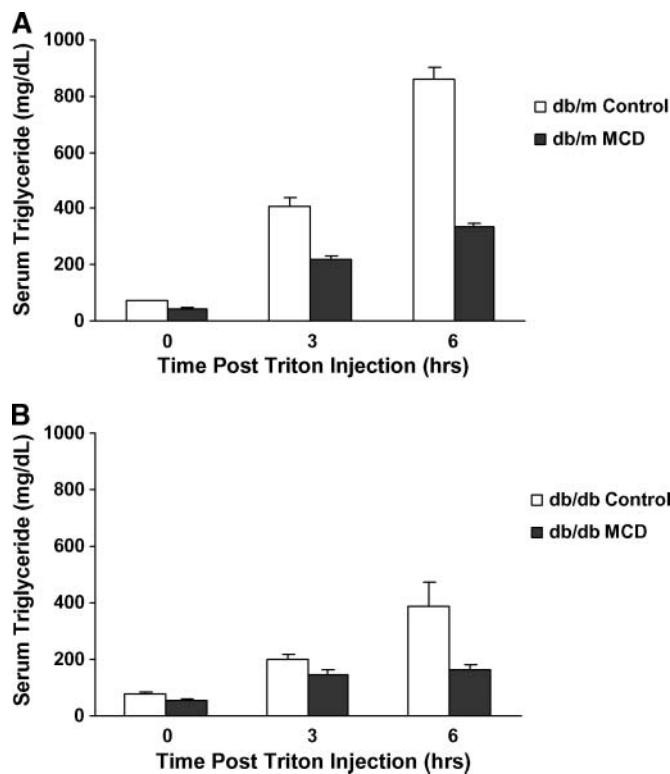 A
Serum Triglyceride (mg/dL)
1000
800
600
400
200
0
0 3 6
Time Post Triton Injection (hrs)
db/m Control
db/m MCD
B
Serum Triglyceride (mg/dL)
1000
800
600
400
200
0
0 3 6
Time Post Triton Injection (hrs)
db/db Control
db/db MCD